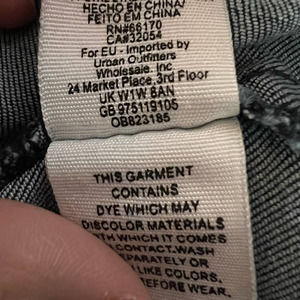 HECHO EN CHINA/
FEITO EM CHINA
RN#66170
CA#32054
For EU - Imported by
Urban Outfitters
Wholesale, Inc
24 Market Place, 3rd Floor
UK W1W 8AN
GB 975119105
OB823185
THIS GARMENT
CONTAINS
DYE WHICH MAY
DISCOLOR MATERIALS
WITH WHICH IT COMES
CONTACT. WASH
SEPARATELY OR
LIKE COLORS,
BEFORE WEAR.